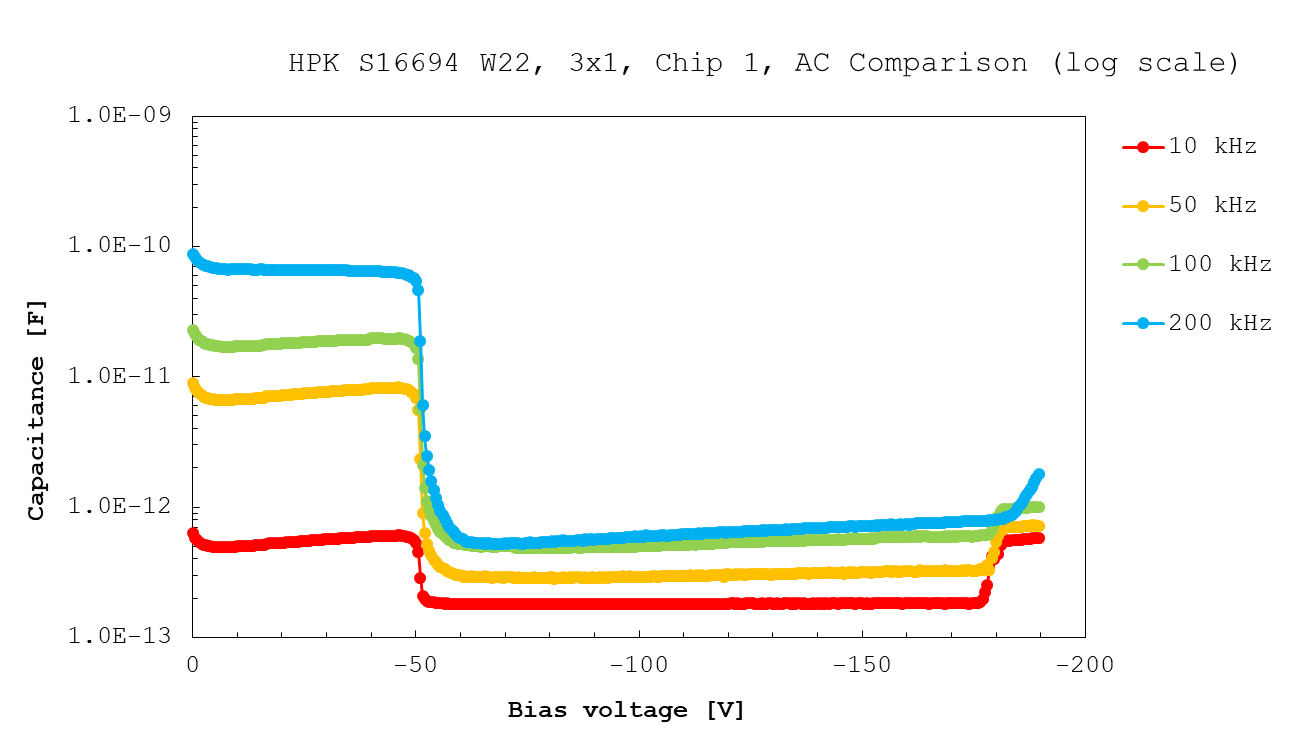 HPK S16694 W22, 3x1, Chip 1, AC Comparison (log scale)
1.0E-09
1.0E-10
1.0E-11
1.0E-12
1.0E-13
Capacitance [F]
0
-50
-100
-150
-200
Bias voltage [V]
10 kHz
50 kHz
100 kHz
200 kHz